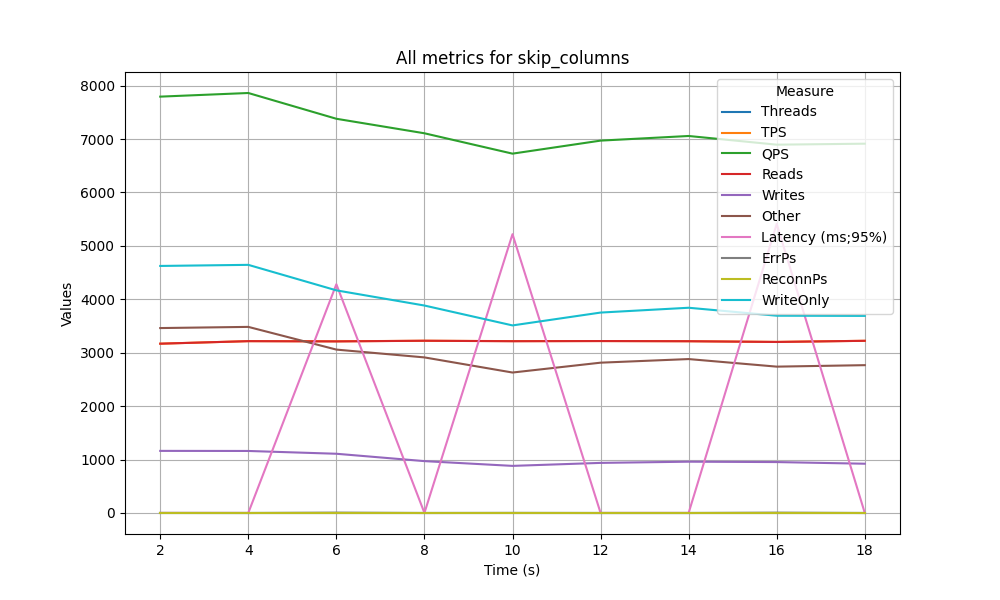 All metrics for skip_columns
Values
8000
7000
6000
5000
4000
3000
2000
1000
0
Measure
Threads
TPS
QPS
Reads
Writes
Other
Latency (ms;95%)
ErrPs
ReconnPs
WriteOnly
2 4 6 8 10 12 14 16 18
Time (s)